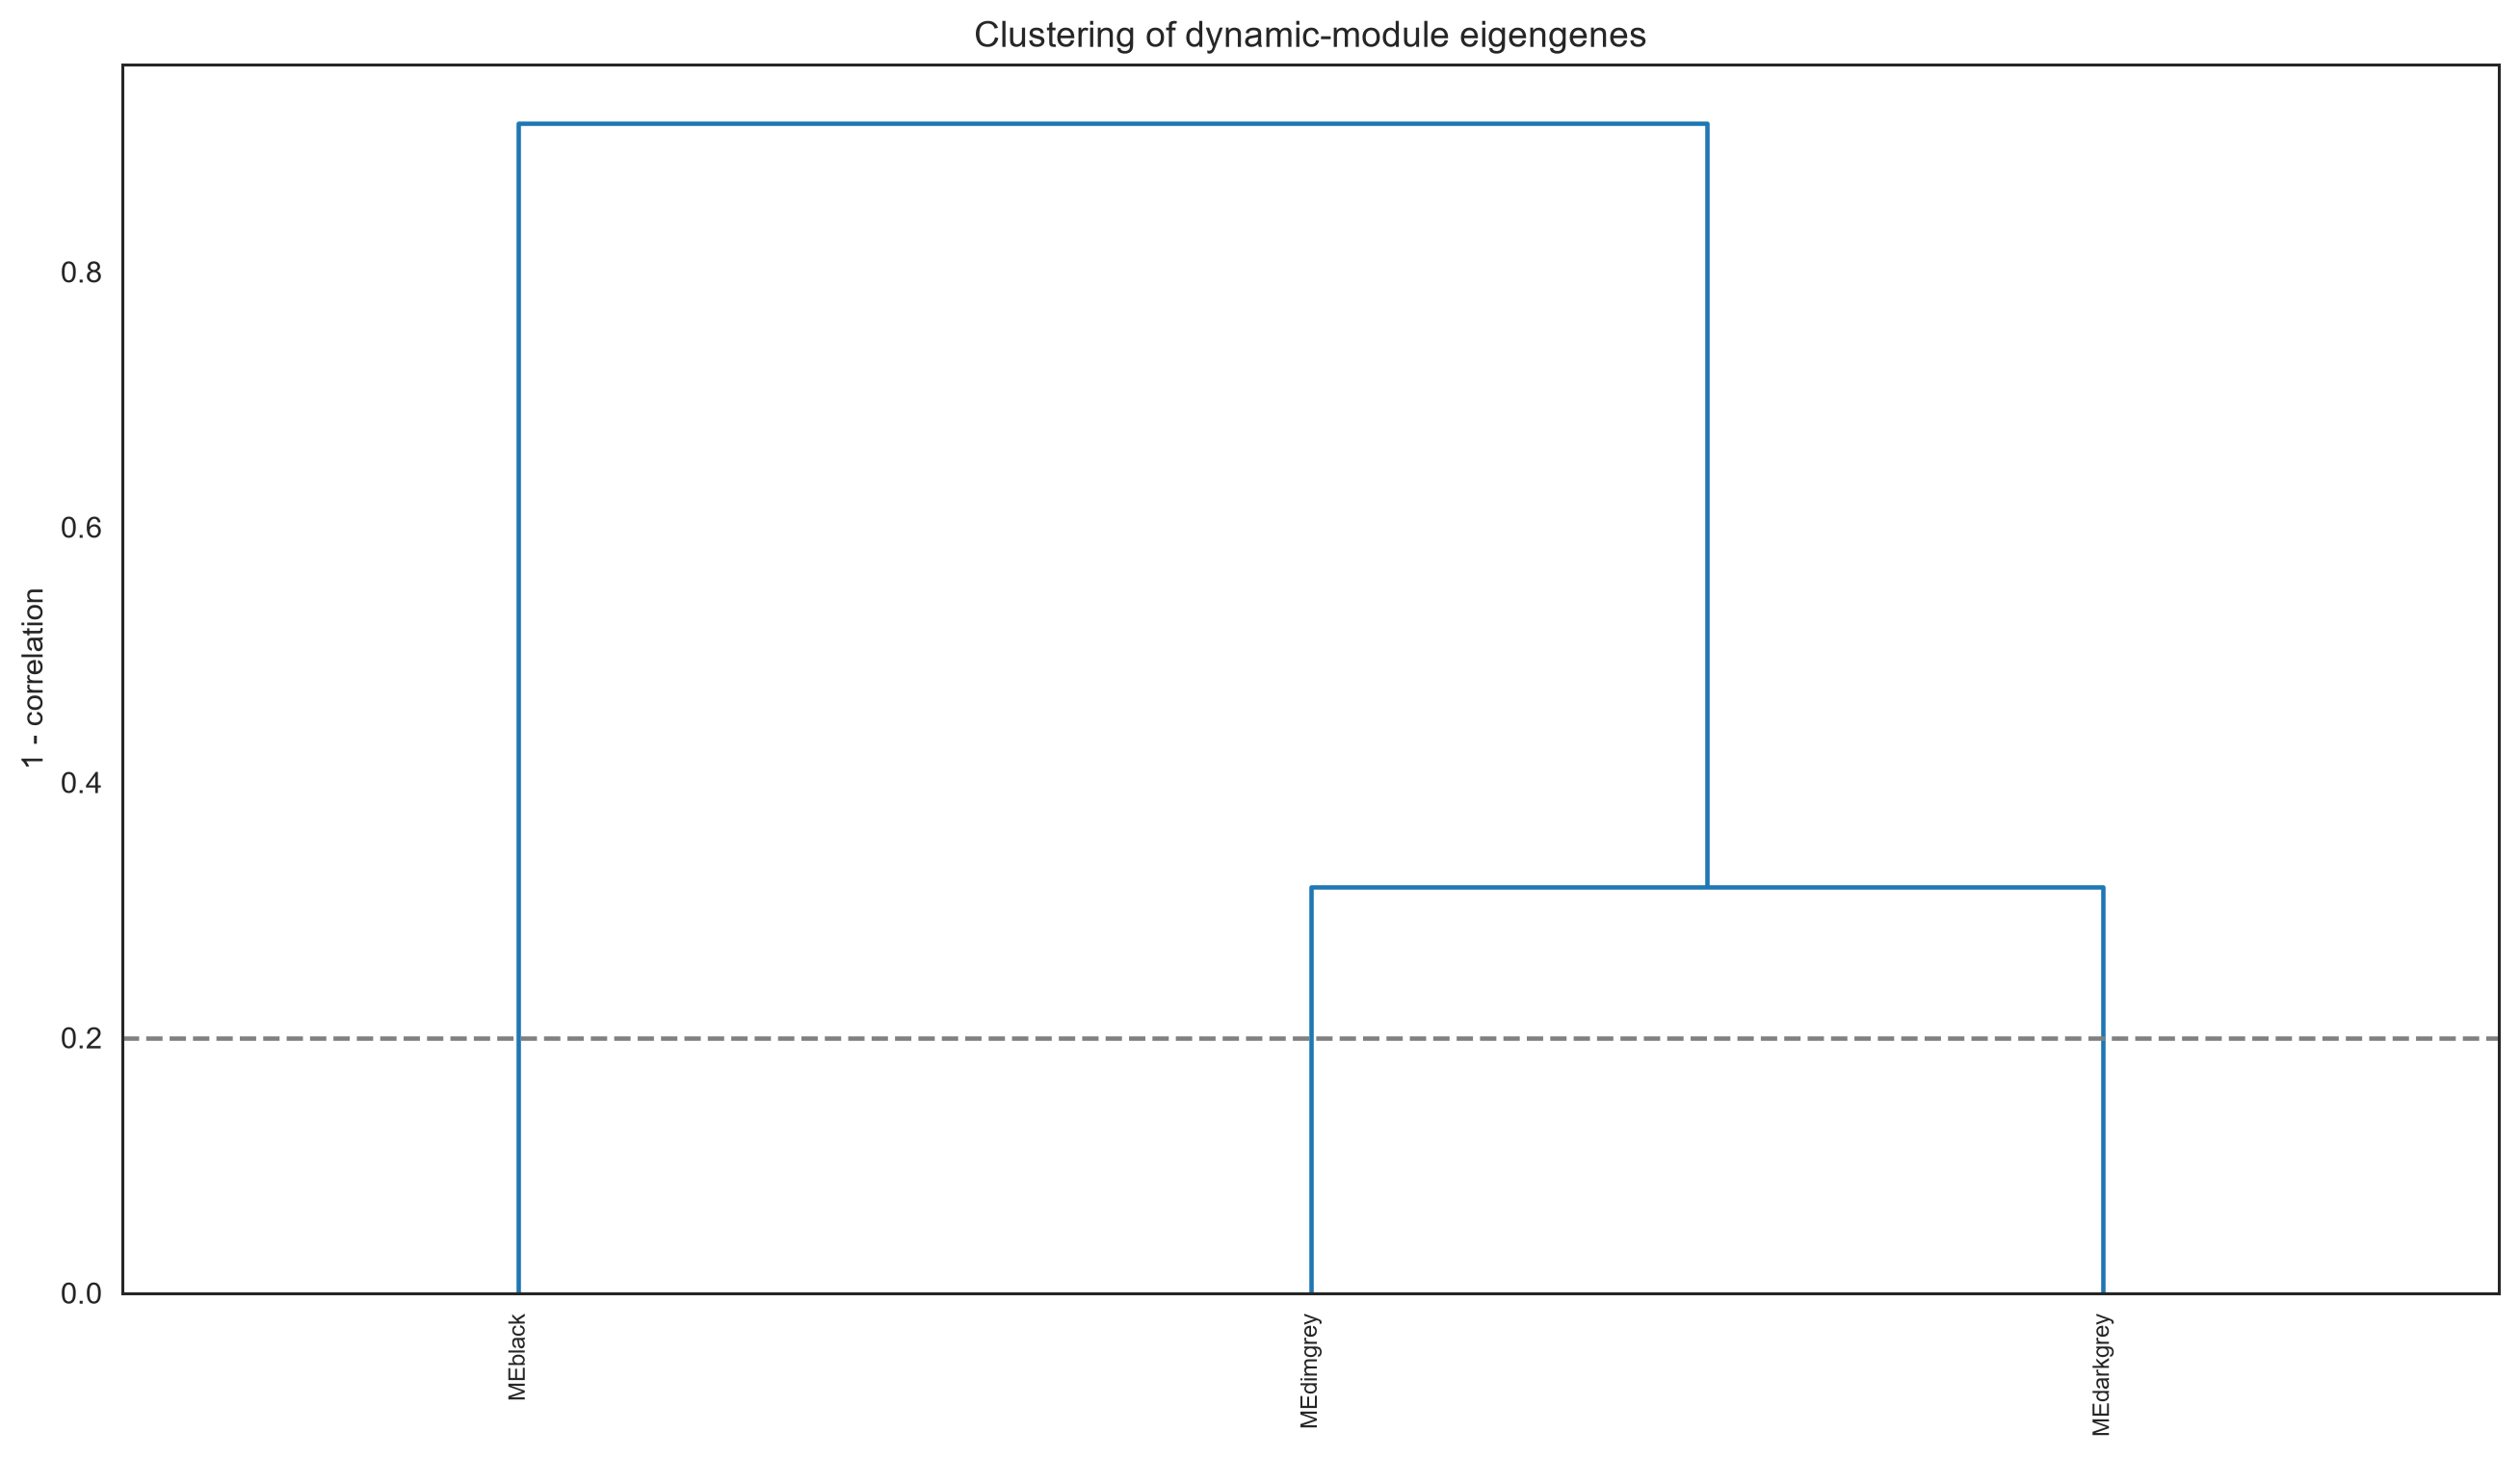 Clustering of dynamic-module eigengenes
1 - correlation
0.8
0.6
0.4
0.2
0.0
MEblack
MEdimgrey
MEdarkgrey